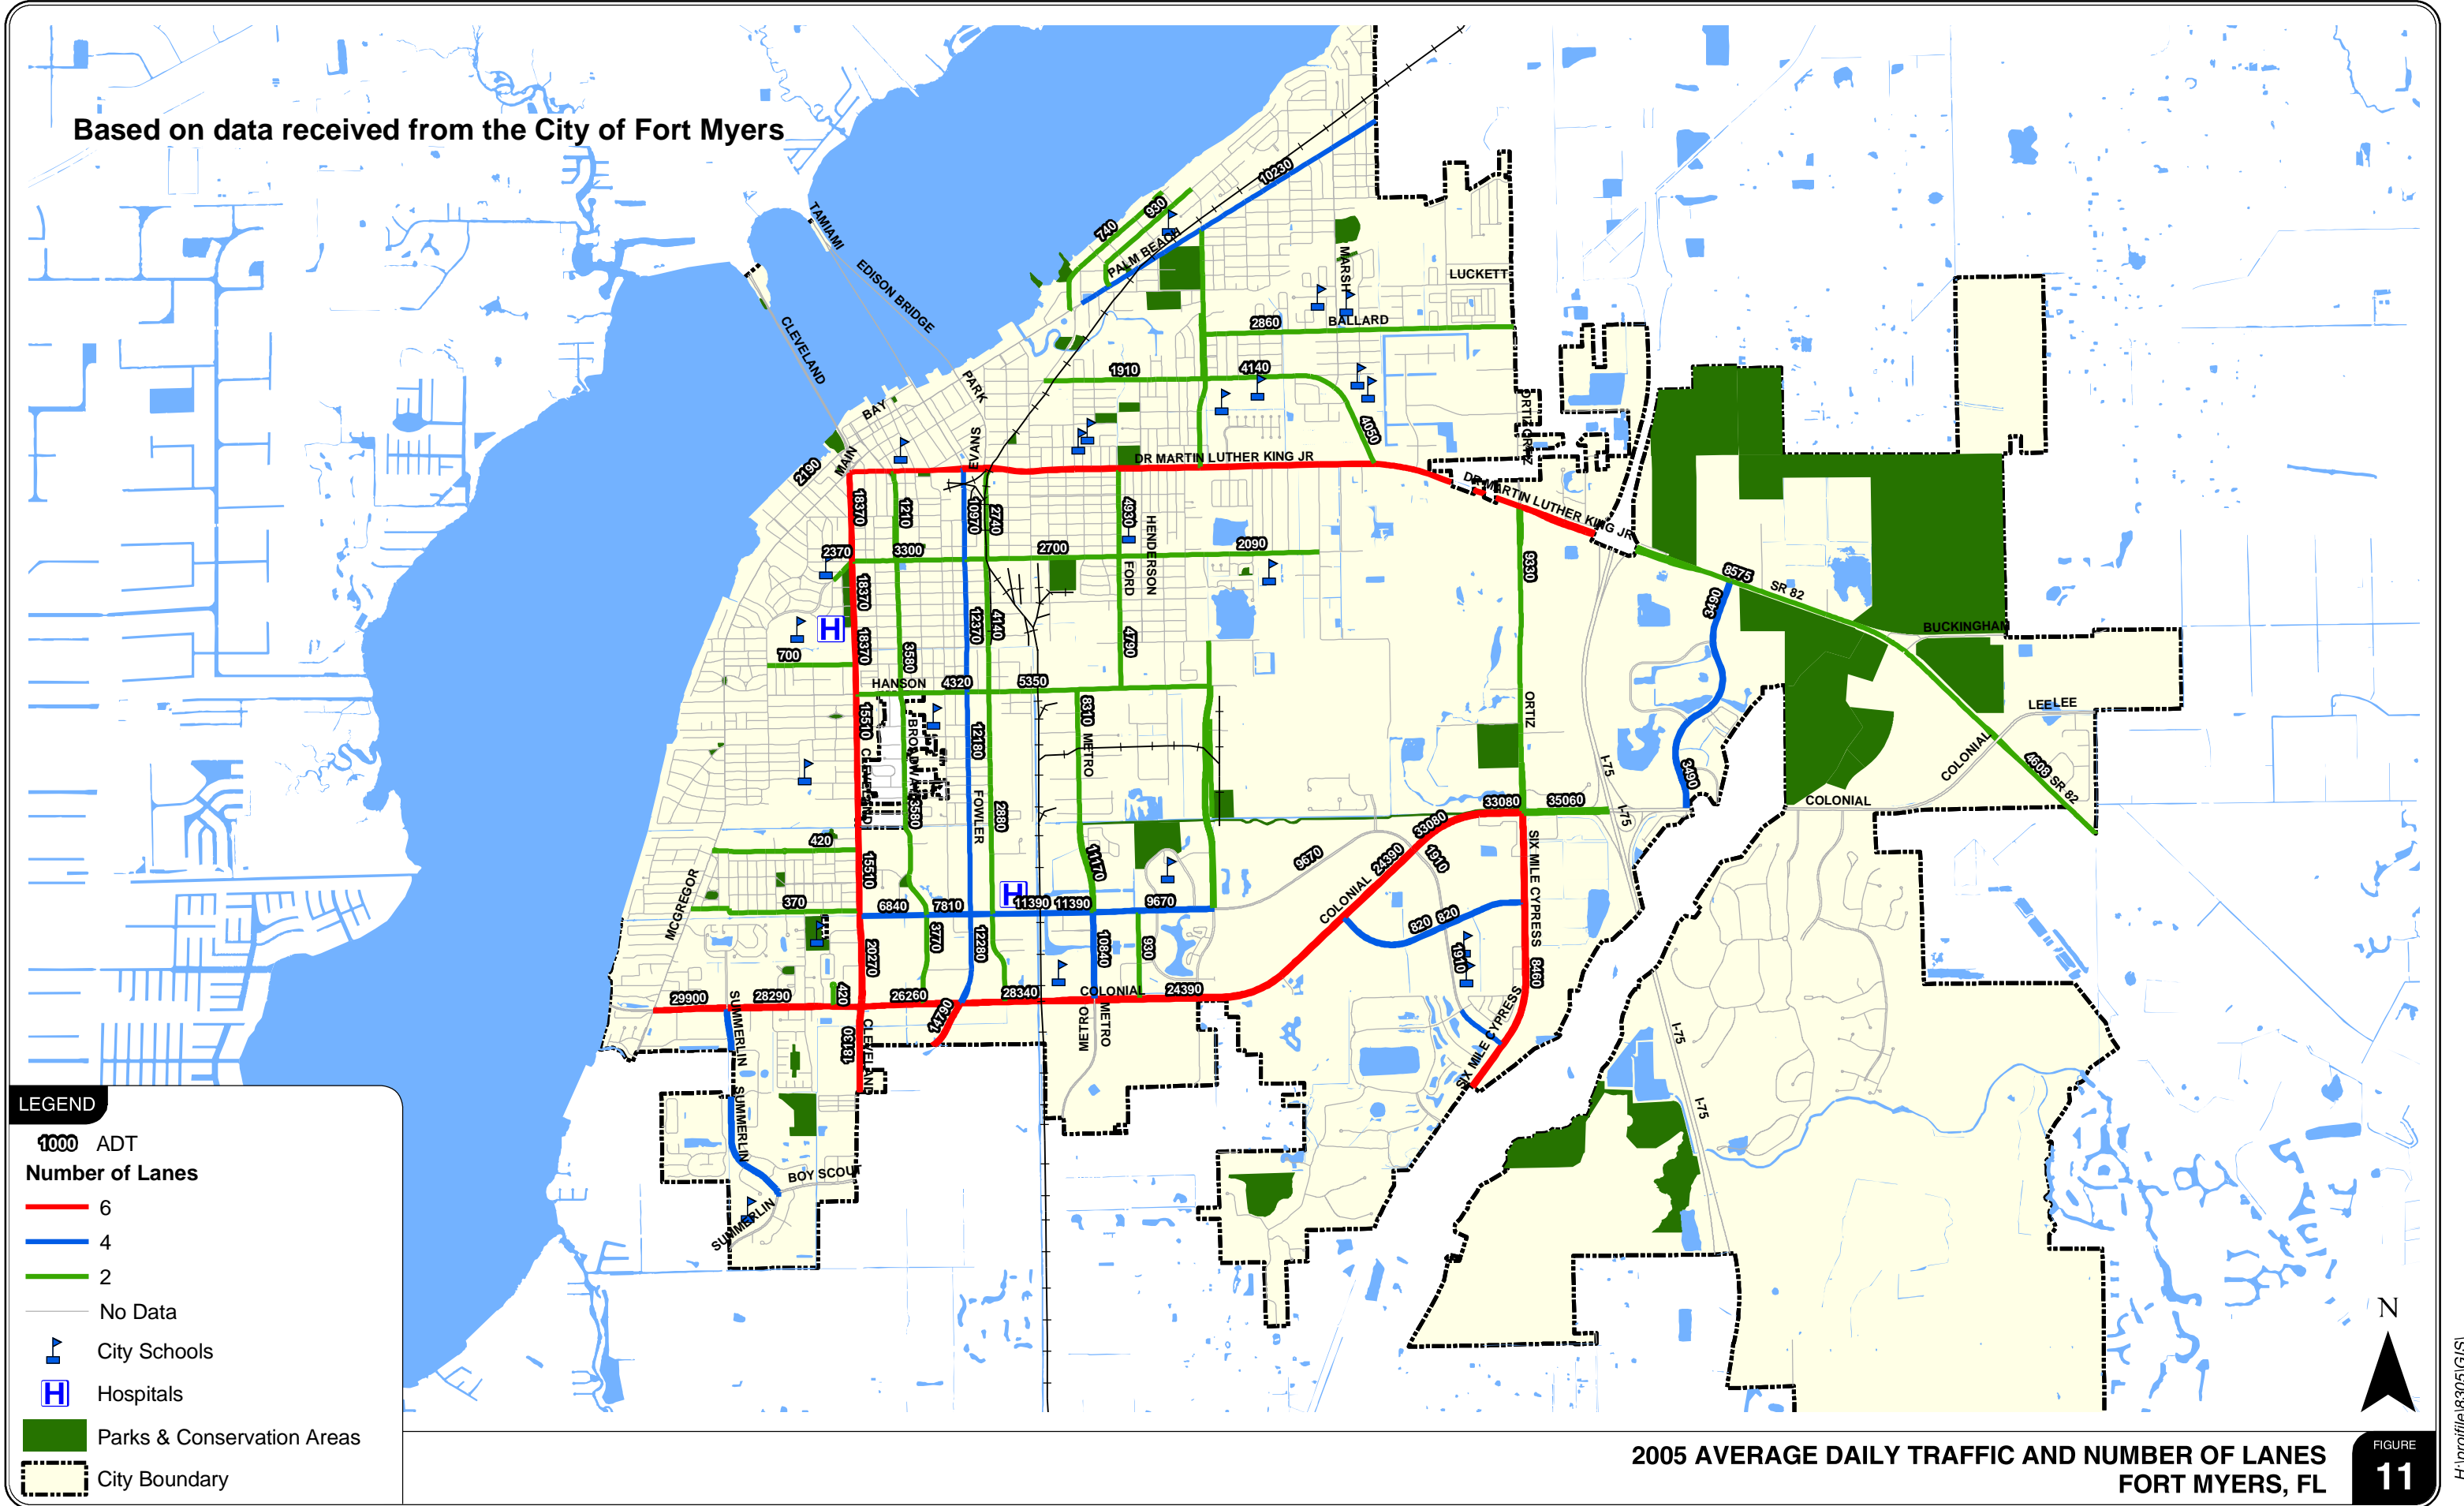 Based on data received from the City of Fort Myers
TAMIAMI
EDISON BRIDGE
CLEVELAND
10230
930
740
PALM BEACH
MARSH
LUCKETT
2860
BALLARD
PARK
1910
4140
4050
BAY
MAIN
EVANS
2190
ORTIZ
DR MARTIN LUTHER KING JR
DR MARTIN LUTHER KING JR
18370
1210
10970
2740
4930
HENDERSON
2370
3300
2700
2090
FORD
9330
8575
SR 82
3490
18370
12370
4140
BUCKINGHAM
18370
3580
4790
700
HANSON
4320
5350
ORTIZ
LEELEE
15510
BROADWAY
12180
8310
METRO
COLONIAL
4608
SR 82
I-75
3490
CLEVELAND
3580
FOWLER
2880
33080
35060
I-75
COLONIAL
33080
420
15510
11170
9670
24390
1910
SIX MILE CYPRESS
MCGREGOR
370
6840
7810
11390
11390
9670
COLONIAL
820
820
20270
3770
12280
10840
930
1910
8460
29900
28290
420
26260
28340
COLONIAL
24390
SUMMERLIN
18130
CLEVELAND
14790
METRO
METRO
SIX MILE CYPRESS
I-75
SUMMERLIN
I-75
BOY SCOUT
SUMMERLIN
LEGEND
1000 ADT
Number of Lanes
6
4
2
No Data
City Schools
H Hospitals
Parks & Conservation Areas
City Boundary
N
2005 AVERAGE DAILY TRAFFIC AND NUMBER OF LANES
FORT MYERS, FL
FIGURE
11